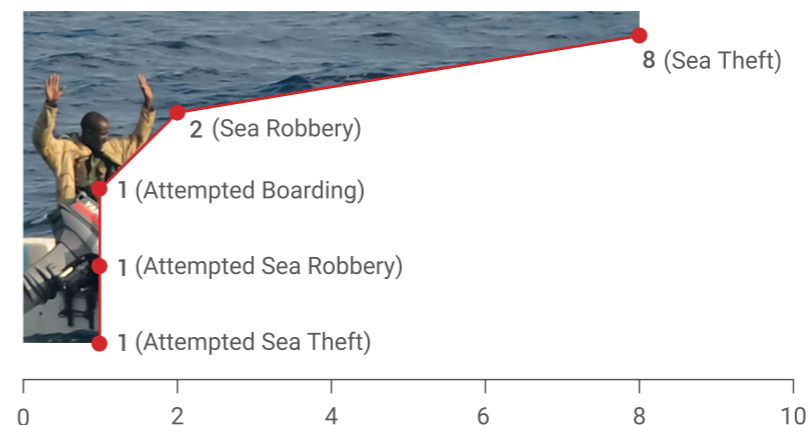 8 (Sea Theft)
2 (Sea Robbery)
1 (Attempted Boarding)
1 (Attempted Sea Robbery)
1 (Attempted Sea Theft)
0 2 4 6 8 10